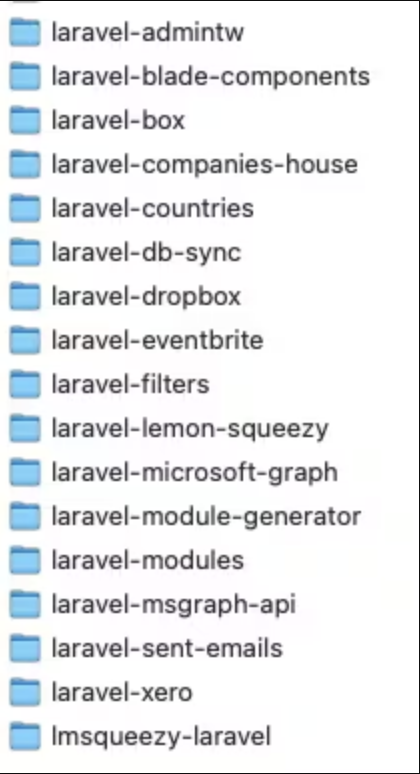 laravel-admintw
laravel-blade-components
laravel-box
laravel-companies-house
laravel-countries
laravel-db-sync
laravel-dropbox
laravel-eventbrite
laravel-filters
laravel-lemon-squeezy
laravel-microsoft-graph
laravel-module-generator
laravel-modules
laravel-msgraph-api
laravel-sent-emails
laravel-xero
lmsqueezy-laravel